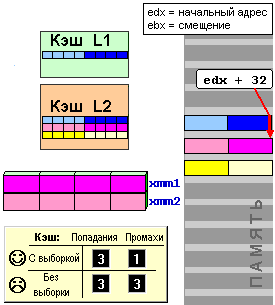 edx = начальный адрес
ebx = смещение
Кэш L1
edx + 32
Кэш L2
xmm1
xmm2
ПАМЯТЬ
Кэш: Попадания Промахи
С выборкой 3 1
Без выборки 3 3